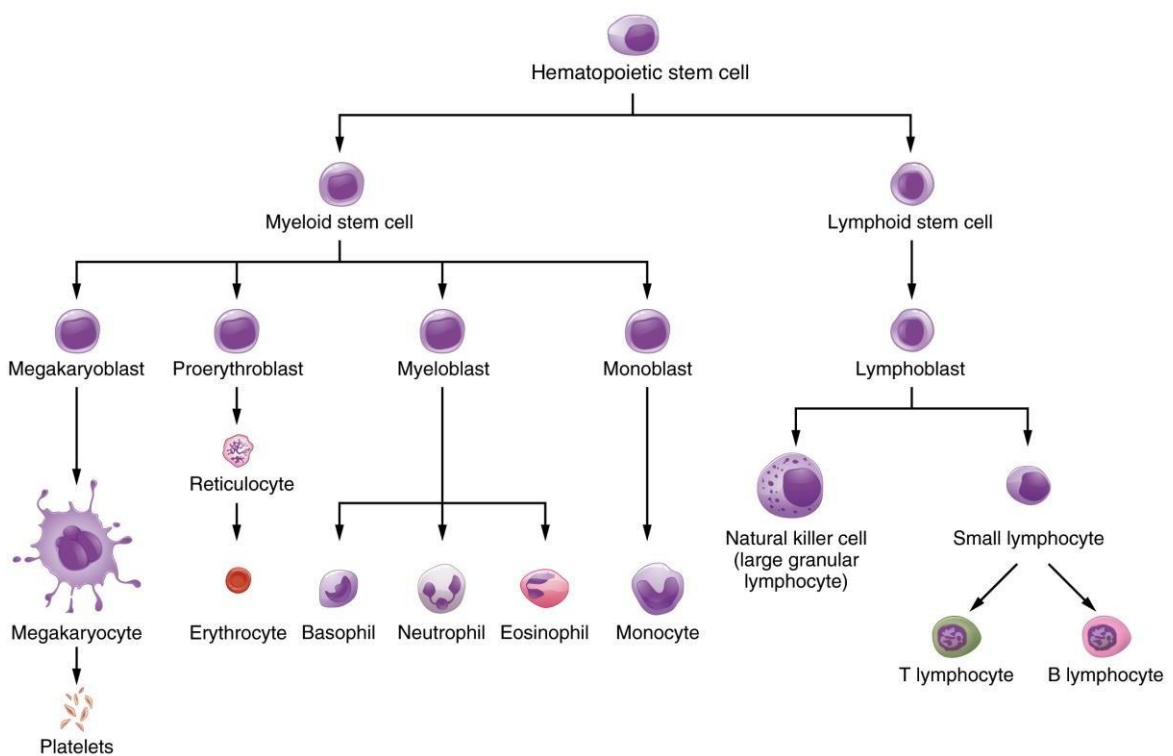 Hematopoietic stem cell
Myeloid stem cell
Lymphoid stem cell
Megakaryoblast
Proerythroblast
Myeloblast
Monoblast
Lymphoblast
Reticulocyte
Natural killer cell
(large granular
lymphocyte)
Small lymphocyte
Megakaryocyte
Erythrocyte
Basophil
Neutrophil
Eosinophil
Monocyte
T lymphocyte
B lymphocyte
Platelets